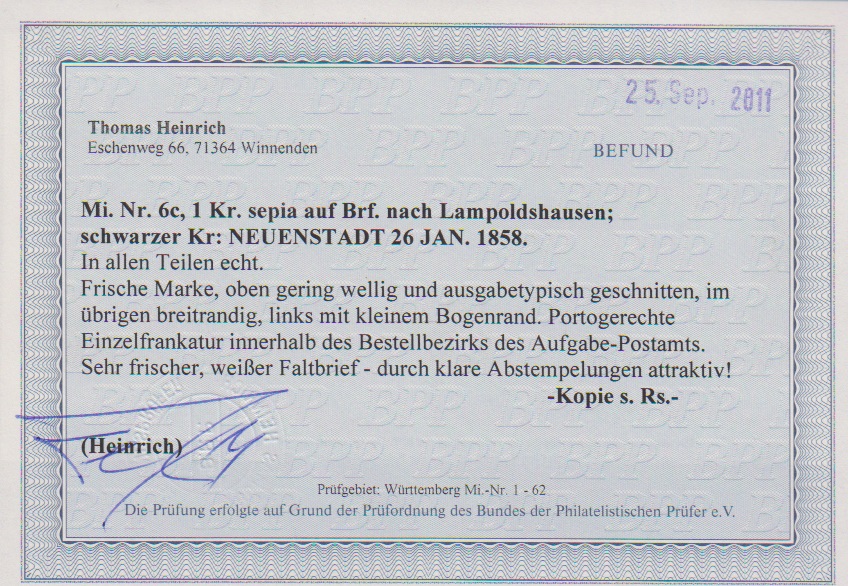 25. Sep. 2011
Thomas Heinrich
Eschenweg 66, 71364 Winnenden
BEFUND
Mi. Nr. 6c, 1 Kr. sepia auf Brf. nach Lampoldshausen;
schwarzer Kr: NEUENSTADT 26 JAN. 1858.
In allen Teilen echt.
Frische Marke, oben gering wellig und ausgabetypisch geschnitten, im
übrigen breitrandig, links mit kleinem Bogenrand. Portogerechte
Einzelfrankatur innerhalb des Bestellbezirks des Aufgabe-Postamts.
Sehr frischer, weißer Faltbrief - durch klare Abstempelungen attraktiv!
-Kopie s. Rs.-
(Heinrich)
Prüfgebiet: Württemberg Mi.-Nr. 1 - 62
Die Prüfung erfolgte auf Grund der Prüfordnung des Bundes der Philatelistischen Prüfer e.V.